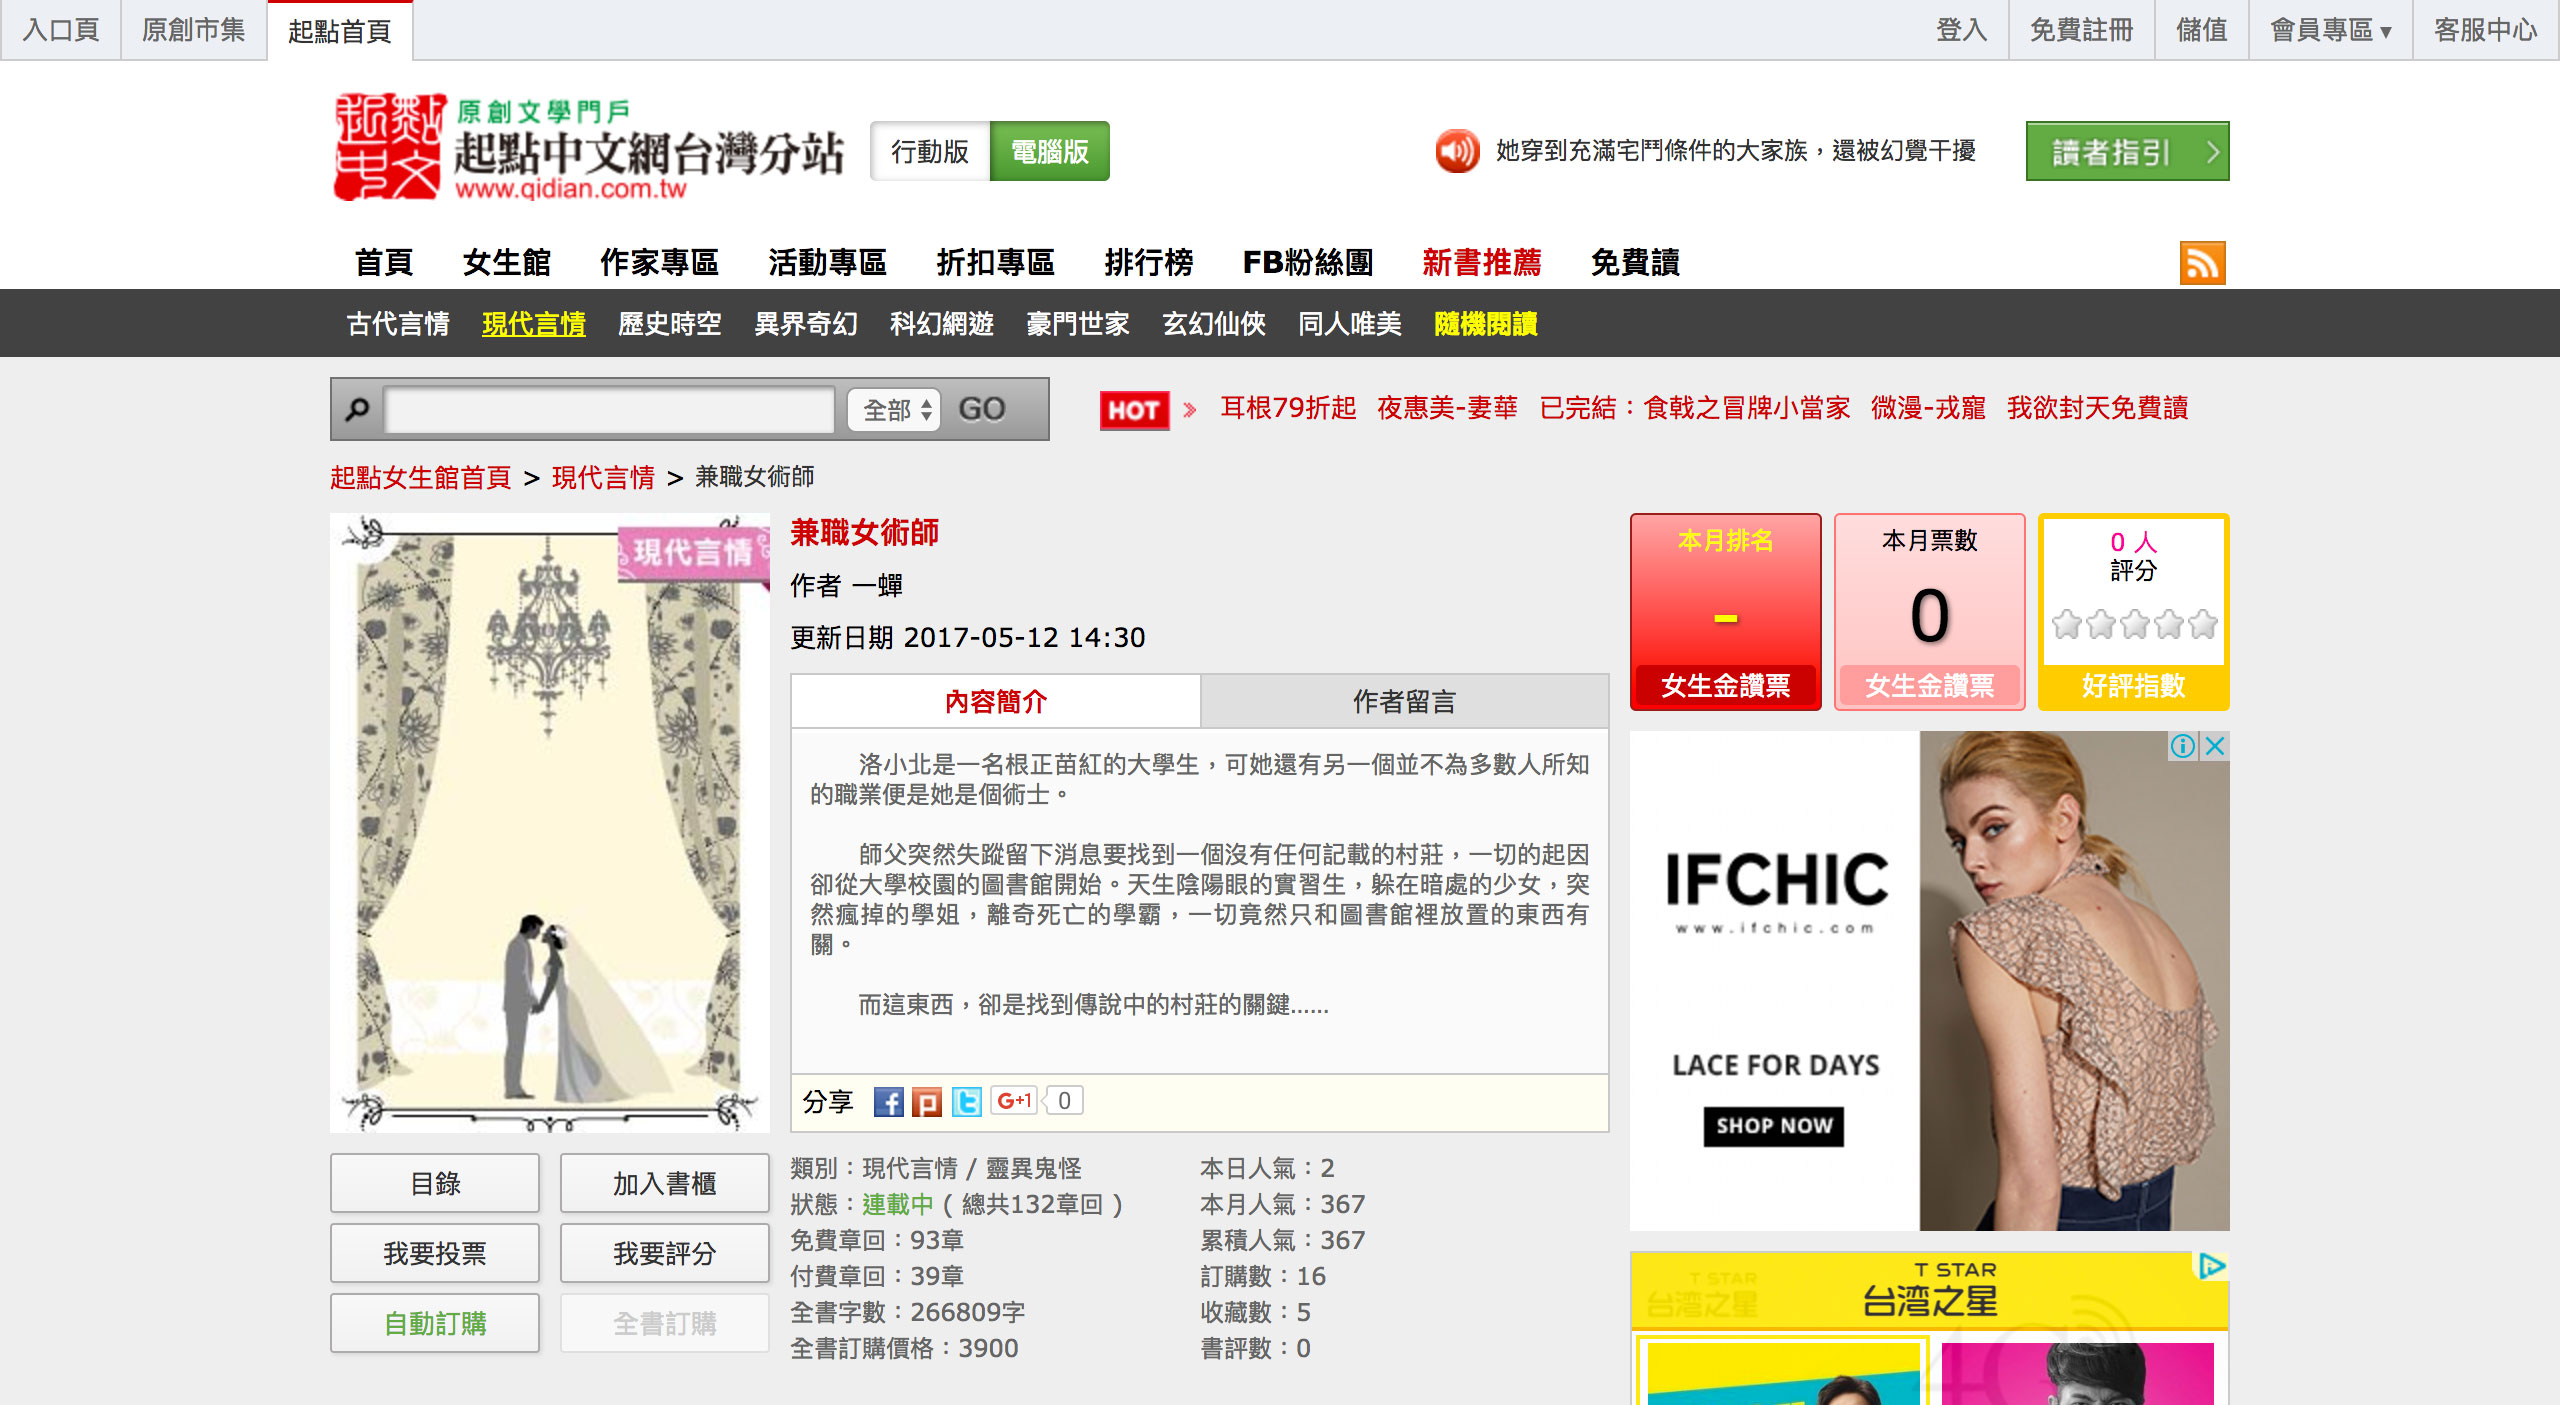 入口頁 原創市集 起點首頁 登入 免費註冊 儲值 會員專區▼ 客服中心
起點中文
原創文學門戶
起點中文網台灣分站
www.qidian.com.tw
行動版 電腦版
她穿到充滿宅鬥條件的大家族，還被幻覺干擾
讀者指引
首頁 女生館 作家專區 活動專區 折扣專區 排行榜 FB粉絲團 新書推薦 免費讀
古代言情 現代言情 歷史時空 異界奇幻 科幻網遊 豪門世家 玄幻仙俠 同人唯美 隨機閱讀
全部 GO
HOT 耳根79折起 夜惠美-妻華 已完結：食戟之冒牌小當家 微漫-戎寵 我欲封天免費讀
起點女生館首頁 > 現代言情 > 兼職女術師
現代言情
兼職女術師
作者 一蟬
更新日期 2017-05-12 14:30
內容簡介 作者留言
洛小北是一名根正苗紅的大學生，可她還有另一個並不為多數人所知
的職業便是她是個術士。
師父突然失蹤留下消息要找到一個沒有任何記載的村莊，一切的起因
卻從大學校園的圖書館開始。天生陰陽眼的實習生，躲在暗處的少女，突
然瘋掉的學姐，離奇死亡的學霸，一切竟然只和圖書館裡放置的東西有
關。
而這東西，卻是找到傳說中的村莊的關鍵……
分享 G+1 0
目錄 加入書櫃
我要投票 我要評分
自動訂購 全書訂購
類別：現代言情 / 靈異鬼怪
狀態：連載中 ( 總共132章回 )
免費章回：93章
付費章回：39章
全書字數：266809字
全書訂購價格：3900
本日人氣：2
本月人氣：367
累積人氣：367
訂購數：16
收藏數：5
書評數：0
本月排名
-
女生金讚票
本月票數
0
女生金讚票
0 人
評分
好評指數
IFCHIC
www.ifchic.com
LACE FOR DAYS
SHOP NOW
T STAR
台湾之星
T STAR
台湾之星
4G